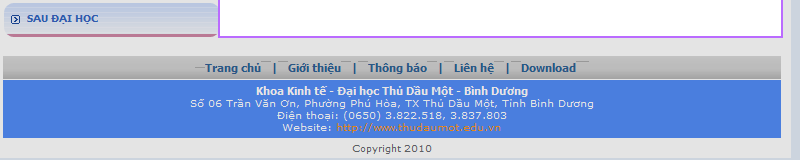 SAU ĐẠI HỌC
Trang chủ | Giới thiệu | Thông báo | Liên hệ | Download
Khoa Kinh tế - Đại học Thủ Dầu Một - Bình Dương
Số 06 Trần Văn Ơn, Phường Phú Hòa, TX Thủ Dầu Một, Tỉnh Bình Dương
Điện thoại: (0650) 3.822.518, 3.837.803
Website: http://www.thudaumot.edu.vn
Copyright 2010